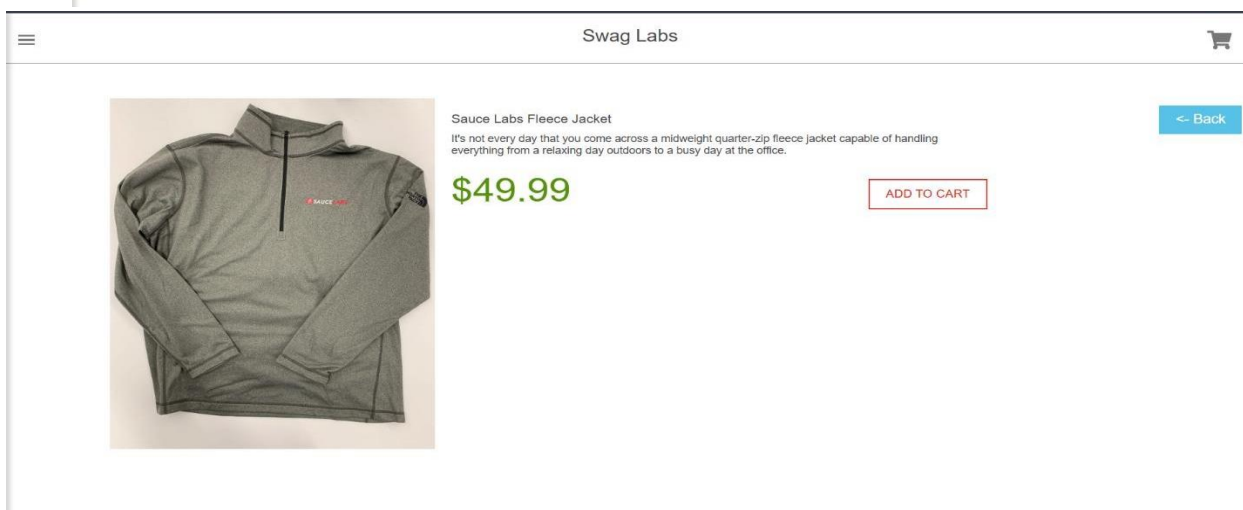 Swag Labs
Sauce Labs Fleece Jacket
<- Back
It's not every day that you come across a midweight quarter-zip fleece jacket capable of handling
everything from a relaxing day outdoors to a busy day at the office.
$49.99
ADD TO CART
SAUCE LABS